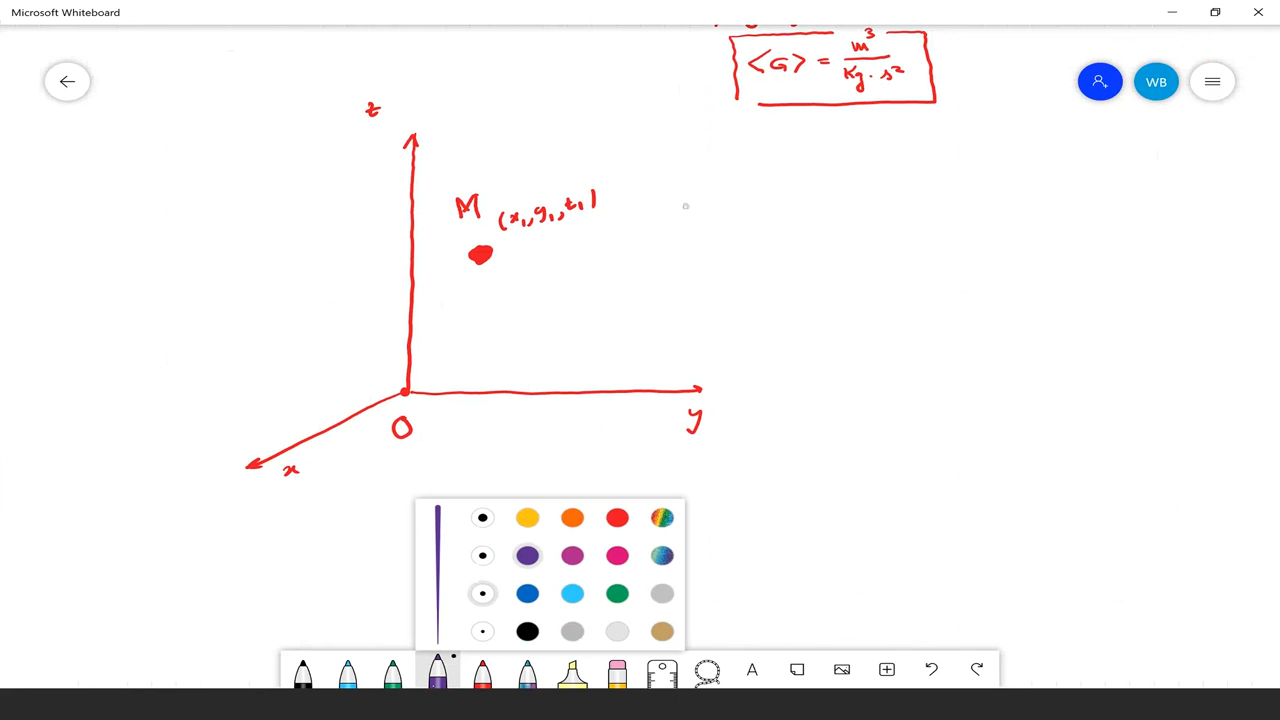 Microsoft Whiteboard
<G> = m³ / Kg · s²
WB
z
M (x₁, y₁, z₁)
O
y
x
A